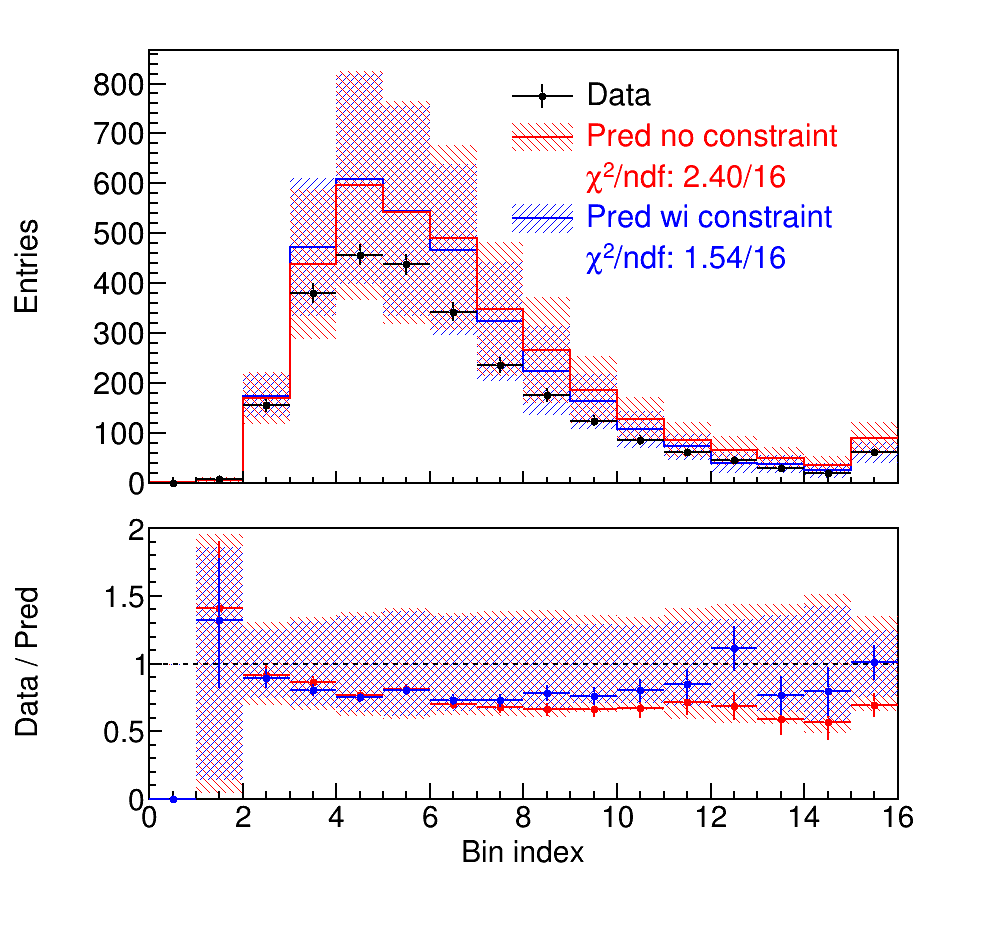 800
700
600
500
400
300
200
100
0
Entries
Data
Pred no constraint
χ²/ndf: 2.40/16
Pred wi constraint
χ²/ndf: 1.54/16
2
1.5
1
0.5
0
Data / Pred
0 2 4 6 8 10 12 14 16
Bin index